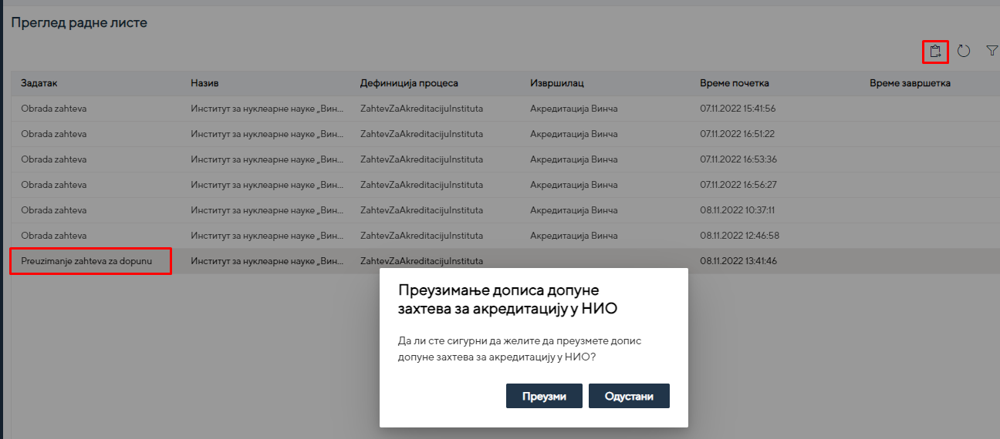 Преглед радне листе
Задатак Назив Дефиниција процеса Извршилац Време почетка Време завршетка
Obrada zahteva Институт за нуклеарне науке „Вин... ZahtevZaAkreditacijuInstituta Акредитација Винча 07.11.2022 15:41:56
Obrada zahteva Институт за нуклеарне науке „Вин... ZahtevZaAkreditacijuInstituta Акредитација Винча 07.11.2022 16:51:22
Obrada zahteva Институт за нуклеарне науке „Вин... ZahtevZaAkreditacijuInstituta Акредитација Винча 07.11.2022 16:53:36
Obrada zahteva Институт за нуклеарне науке „Вин... ZahtevZaAkreditacijuInstituta Акредитација Винча 07.11.2022 16:56:27
Obrada zahteva Институт за нуклеарне науке „Вин... ZahtevZaAkreditacijuInstituta Акредитација Винча 08.11.2022 10:37:11
Obrada zahteva Институт за нуклеарне науке „Вин... ZahtevZaAkreditacijuInstituta Акредитација Винча 08.11.2022 12:46:58
Preuzimanje zahteva za dopunu Институт за нуклеарне науке „Вин... ZahtevZaAkreditacijuInstituta 08.11.2022 13:41:46
Преузимање дописа допуне
захтева за акредитацију у НИО
Да ли сте сигурни да желите да преузмете допис
допуне захтева за акредитацију у НИО?
Преузми Одустани